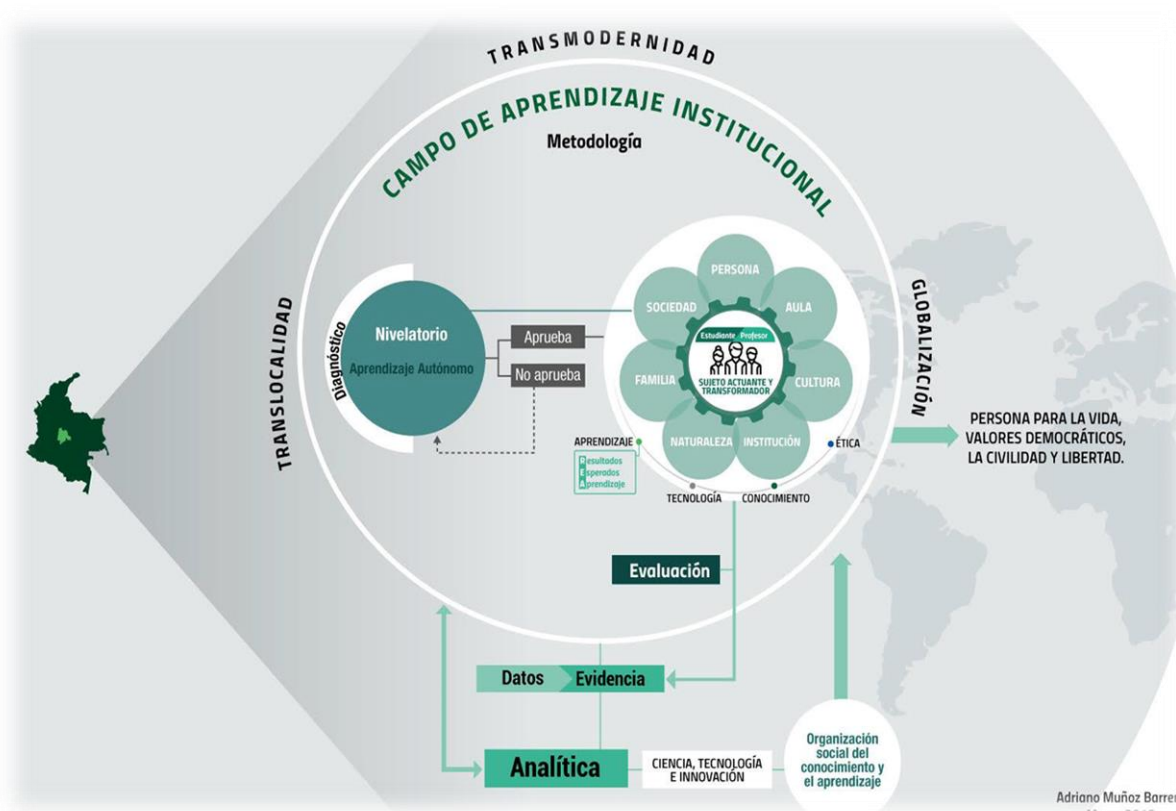 TRANSMODERNIDAD
CAMPO DE APRENDIZAJE INSTITUCIONAL
Metodología
TRANSLOCALIDAD
GLOBALIZACIÓN
Diagnóstico
Nivelatorio
Aprendizaje Autónomo
Aprueba
No aprueba
PERSONA
SOCIEDAD
AULA
FAMILIA
CULTURA
NATURALEZA
INSTITUCIÓN
Estudiante Profesor
SUJETO ACTUANTE Y
TRANSFORMADOR
APRENDIZAJE
Resultados
Esperados
Aprendizaje
TECNOLOGÍA
CONOCIMIENTO
ÉTICA
PERSONA PARA LA VIDA,
VALORES DEMOCRÁTICOS,
LA CIVILIDAD Y LIBERTAD.
Evaluación
Datos Evidencia
Analítica
CIENCIA, TECNOLOGÍA
E INNOVACIÓN
Organización
social del
conocimiento y
el aprendizaje
Adriano Muñoz Barre